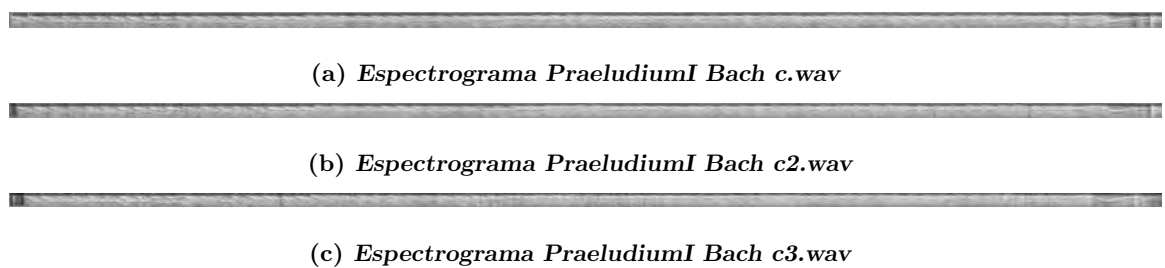 (a) Espectrograma PraeludiumI Bach c.wav
(b) Espectrograma PraeludiumI Bach c2.wav
(c) Espectrograma PraeludiumI Bach c3.wav